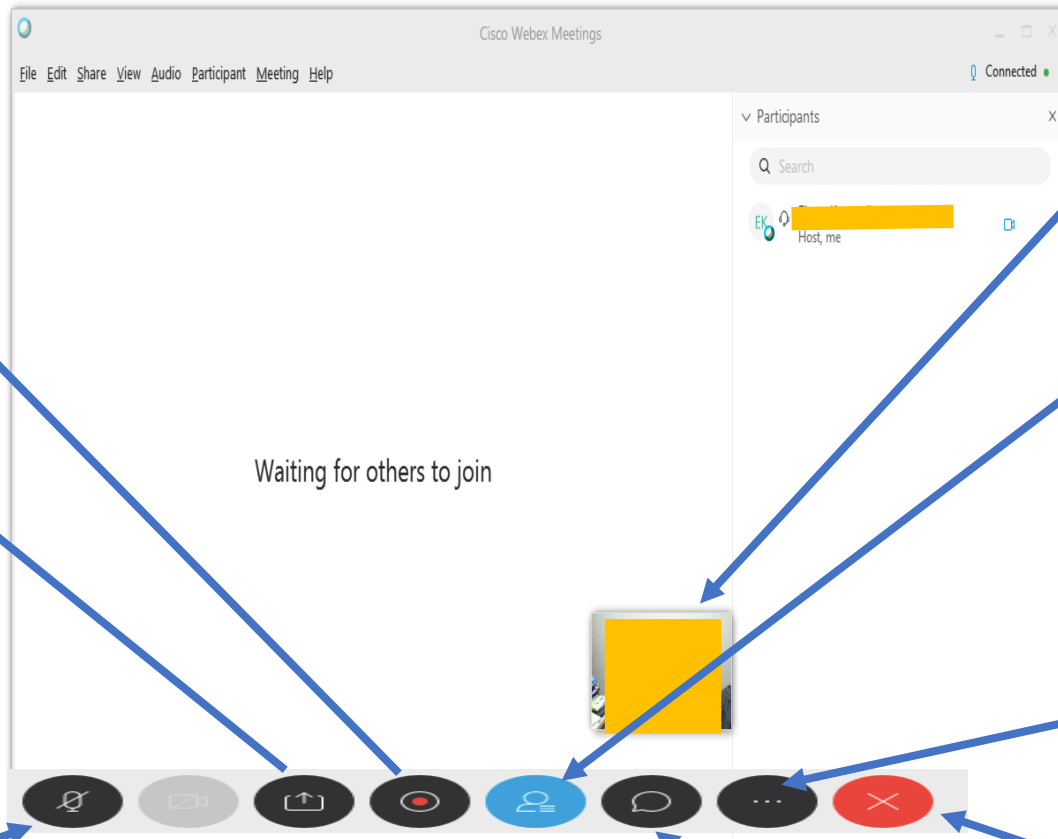 Cisco Webex Meetings
File Edit Share View Audio Participant Meeting Help
Connected
Participants
Search
EK
Host, me
Waiting for others to join